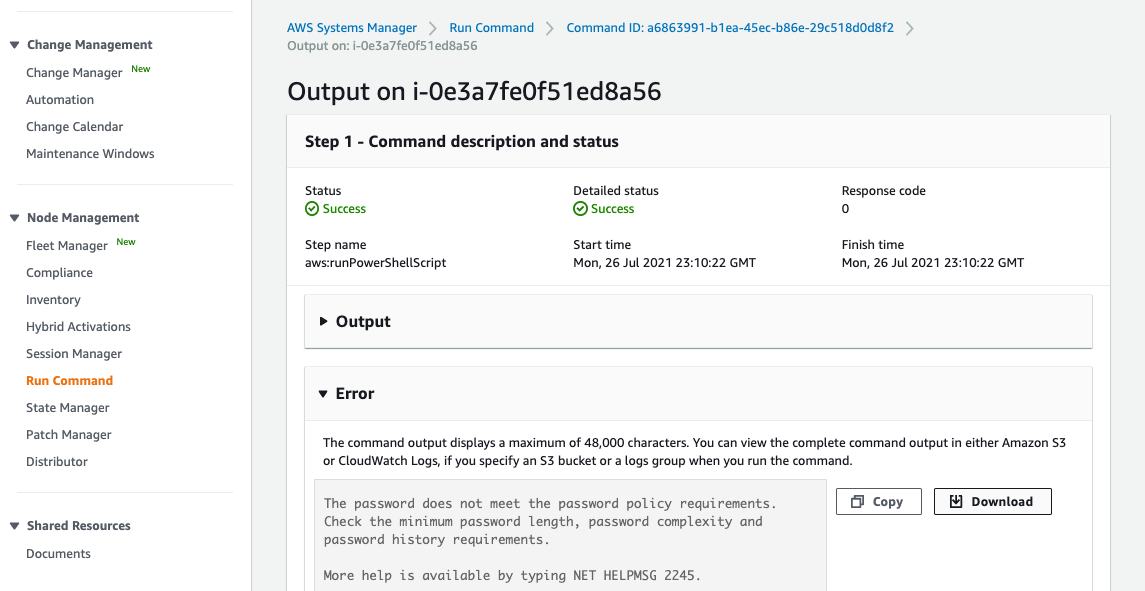 Change Management
Change Manager New
Automation
Change Calendar
Maintenance Windows
Node Management
Fleet Manager New
Compliance
Inventory
Hybrid Activations
Session Manager
Run Command
State Manager
Patch Manager
Distributor
Shared Resources
Documents
AWS Systems Manager
Run Command
Command ID: a6863991-b1ea-45ec-b86e-29c518d0d8f2
Output on: i-0e3a7fe0f51ed8a56
Output on i-0e3a7fe0f51ed8a56
Step 1 - Command description and status
Status
Success
Detailed status
Success
Response code
0
Step name
aws:runPowerShellScript
Start time
Mon, 26 Jul 2021 23:10:22 GMT
Finish time
Mon, 26 Jul 2021 23:10:22 GMT
Output
Error
The command output displays a maximum of 48,000 characters. You can view the complete command output in either Amazon S3
or CloudWatch Logs, if you specify an S3 bucket or a logs group when you run the command.
The password does not meet the password policy requirements.
Check the minimum password length, password complexity and
password history requirements.
More help is available by typing NET HELPMSG 2245.
Copy
Download